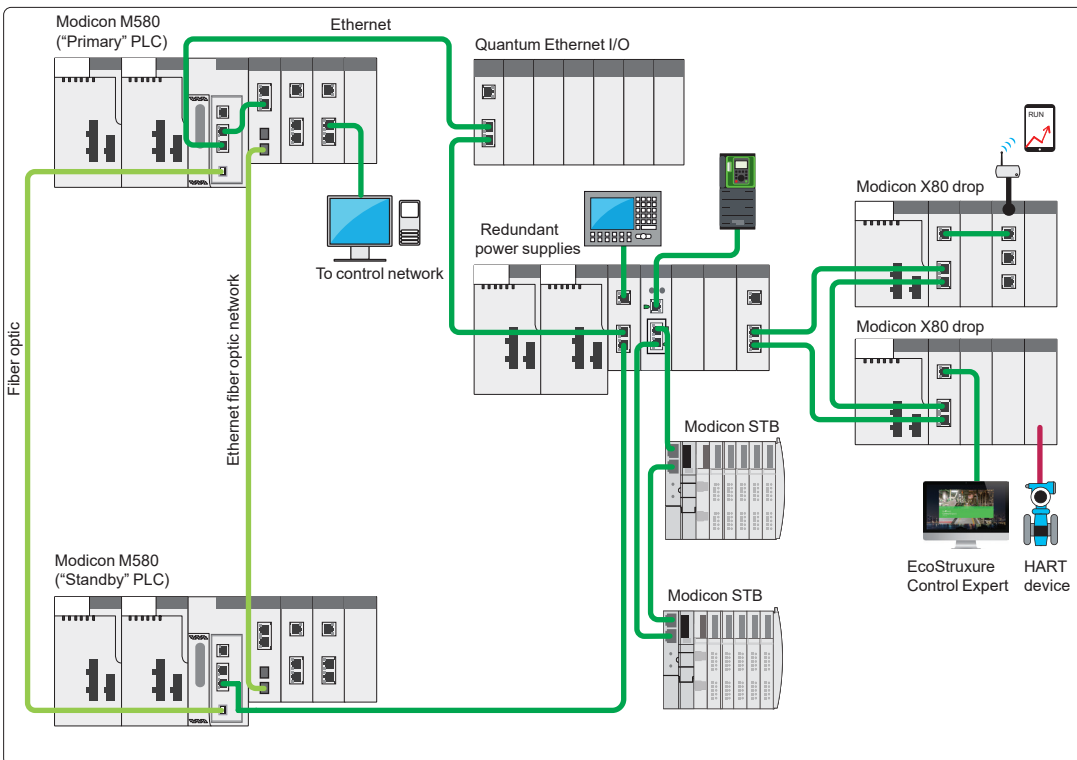 Modicon M580
(“Primary” PLC)
Ethernet
Quantum Ethernet I/O
RUN
Modicon X80 drop
Redundant
power supplies
To control network
Fiber optic
Ethernet fiber optic network
Modicon X80 drop
Modicon STB
EcoStruxure
Control Expert
HART
device
Modicon M580
(“Standby” PLC)
Modicon STB